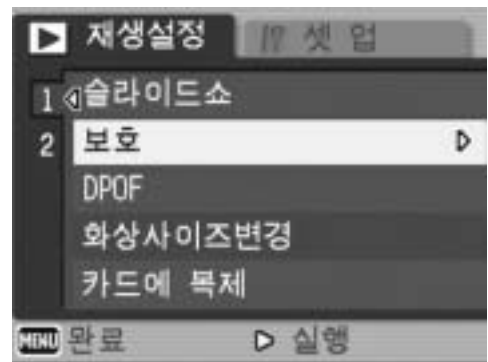 재생설정 셋 업
1 슬라이드쇼
2 보호
DPOF
화상사이즈변경
카드에 복제
MENU 완료 실행